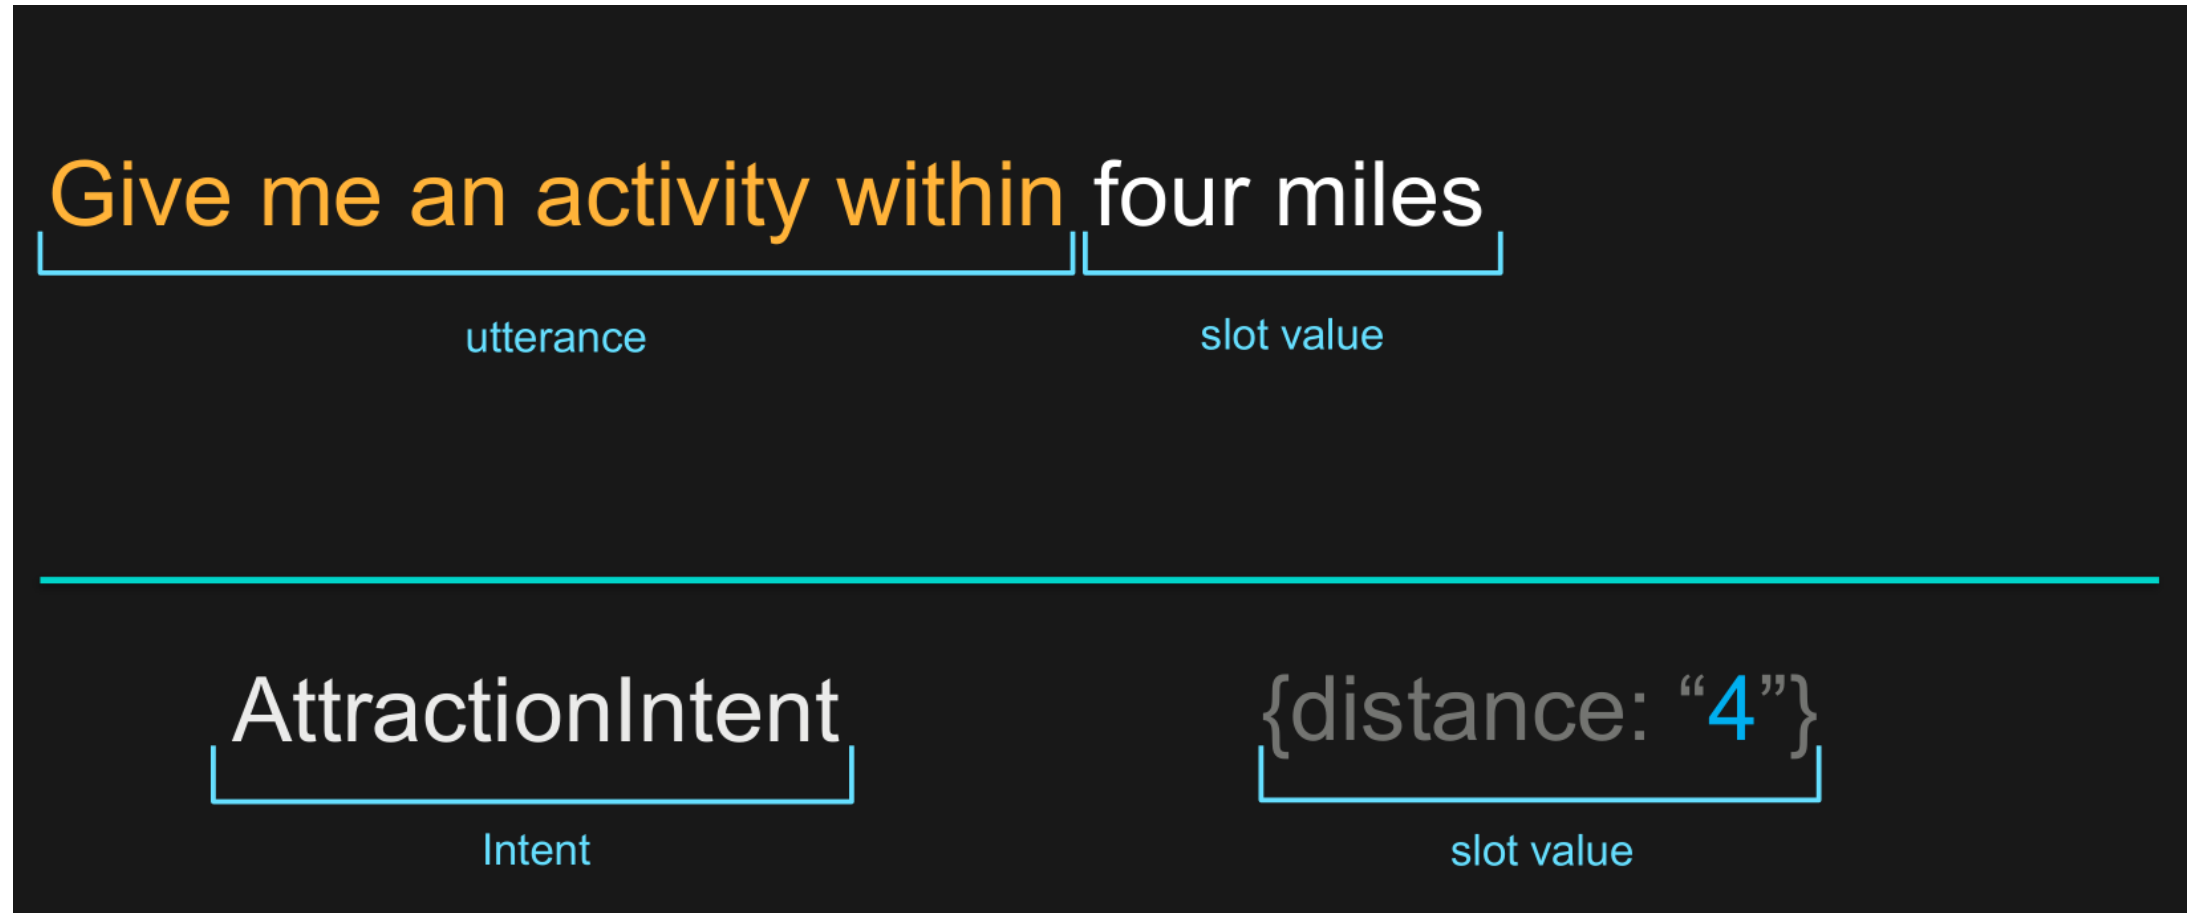 Give me an activity within four miles
utterance slot value
AttractionIntent {distance: “4”}
Intent slot value